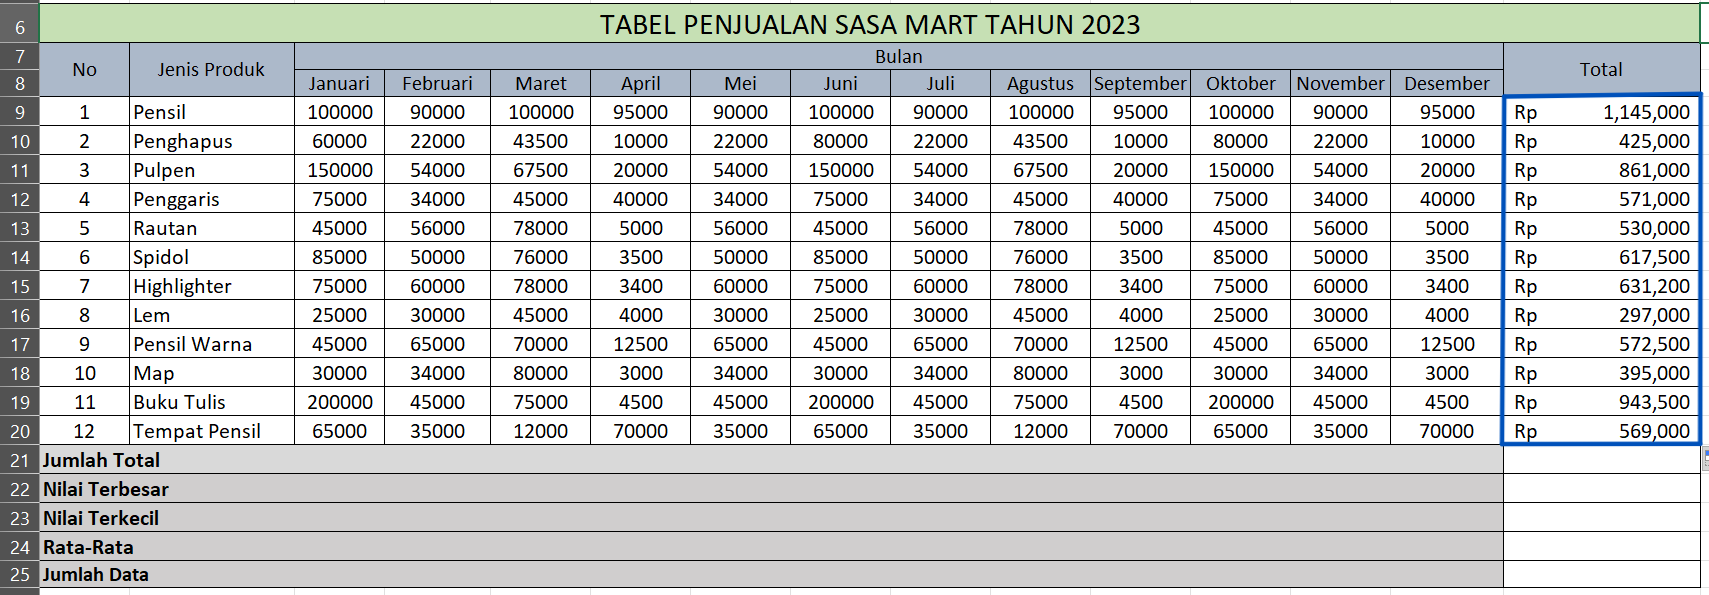 6 TABEL PENJUALAN SASA MART TAHUN 2023
7 No Jenis Produk Bulan Total
8 Januari Februari Maret April Mei Juni Juli Agustus September Oktober November Desember
9 1 Pensil 100000 90000 100000 95000 90000 100000 90000 100000 95000 100000 90000 95000 Rp 1,145,000
10 2 Penghapus 60000 22000 43500 10000 22000 80000 22000 43500 10000 80000 22000 10000 Rp 425,000
11 3 Pulpen 150000 54000 67500 20000 54000 150000 54000 67500 20000 150000 54000 20000 Rp 861,000
12 4 Penggaris 75000 34000 45000 40000 34000 75000 34000 45000 40000 75000 34000 40000 Rp 571,000
13 5 Rautan 45000 56000 78000 5000 56000 45000 56000 78000 5000 45000 56000 5000 Rp 530,000
14 6 Spidol 85000 50000 76000 3500 50000 85000 50000 76000 3500 85000 50000 3500 Rp 617,500
15 7 Highlighter 75000 60000 78000 3400 60000 75000 60000 78000 3400 75000 60000 3400 Rp 631,200
16 8 Lem 25000 30000 45000 4000 30000 25000 30000 45000 4000 25000 30000 4000 Rp 297,000
17 9 Pensil Warna 45000 65000 70000 12500 65000 45000 65000 70000 12500 45000 65000 12500 Rp 572,500
18 10 Map 30000 34000 80000 3000 34000 30000 34000 80000 3000 30000 34000 3000 Rp 395,000
19 11 Buku Tulis 200000 45000 75000 4500 45000 200000 45000 75000 4500 200000 45000 4500 Rp 943,500
20 12 Tempat Pensil 65000 35000 12000 70000 35000 65000 35000 12000 70000 65000 35000 70000 Rp 569,000
21 Jumlah Total
22 Nilai Terbesar
23 Nilai Terkecil
24 Rata-Rata
25 Jumlah Data